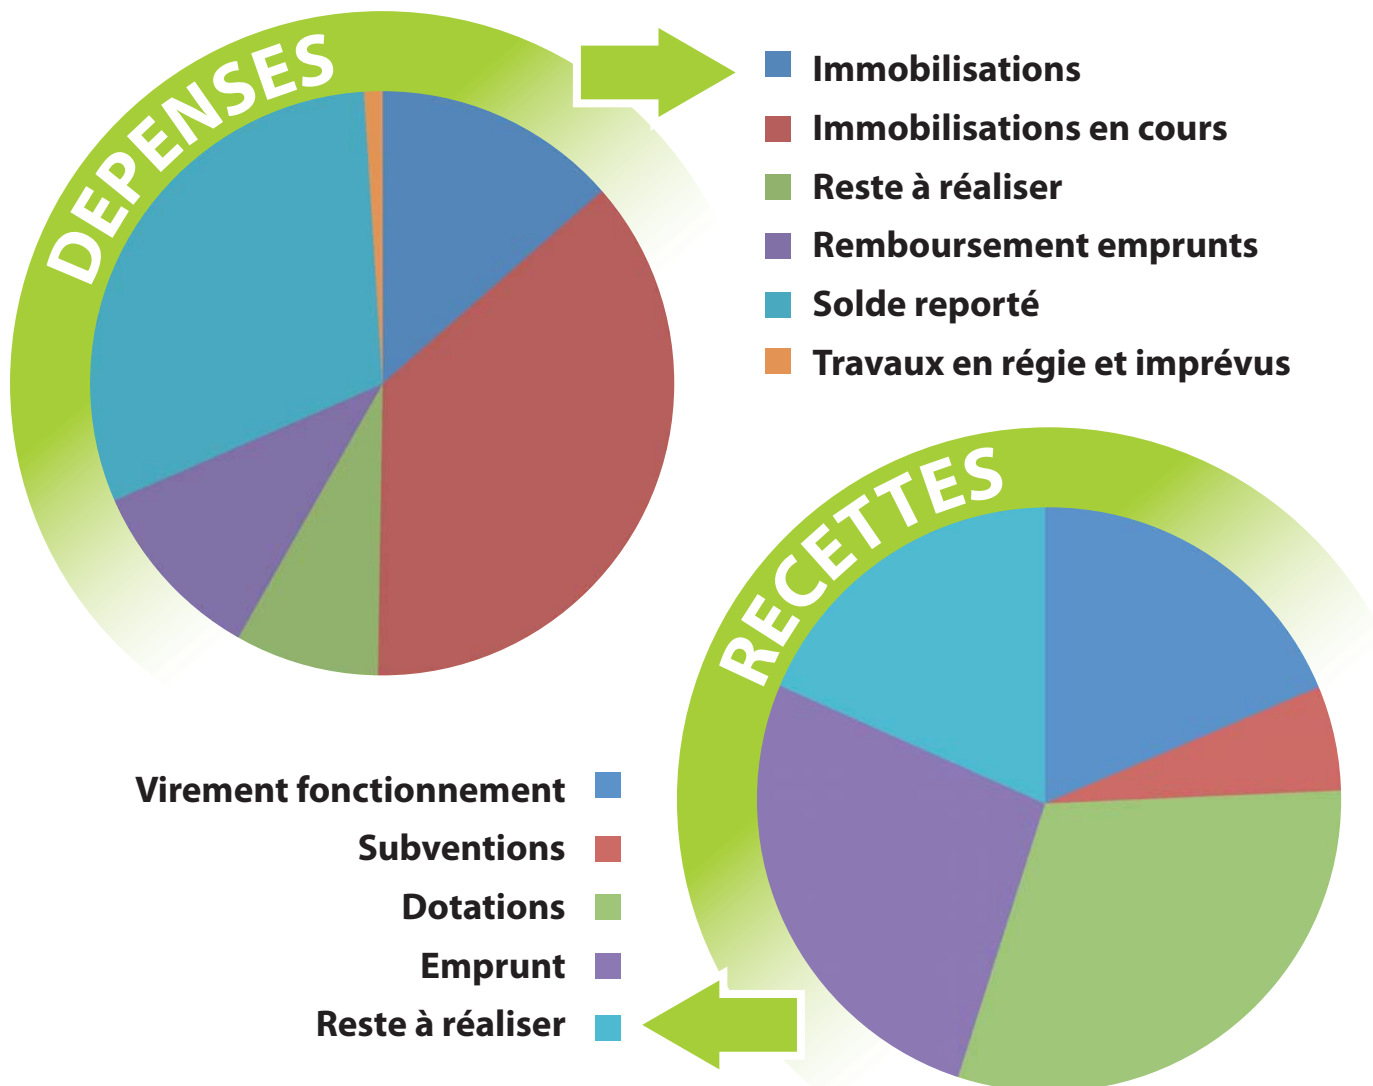 DEPENSES
Immobilisations
Immobilisations en cours
Reste à réaliser
Remboursement emprunts
Solde reporté
Travaux en régie et imprévus
RECETTES
Virement fonctionnement
Subventions
Dotations
Emprunt
Reste à réaliser